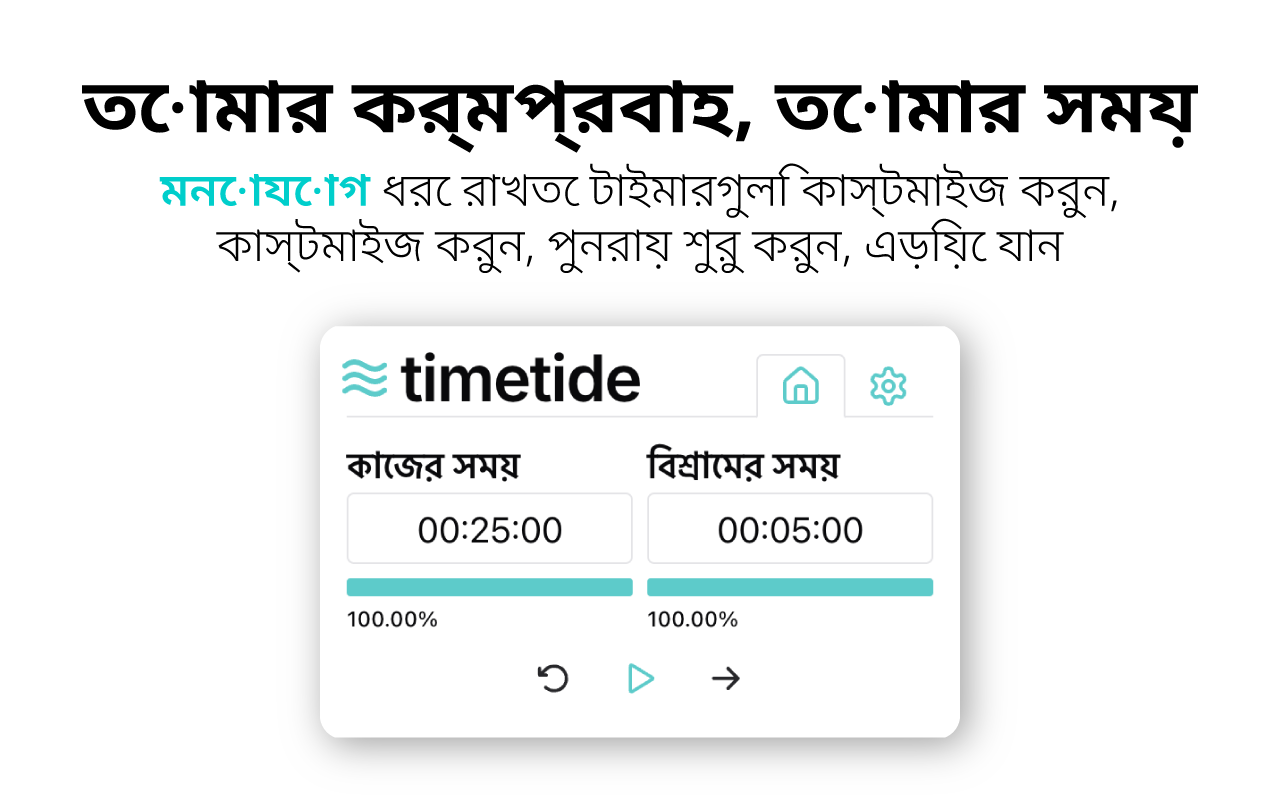 তোমার কর্মপ্রবাহ, তোমার সময়
মনোযোগ ধরে রাখতে টাইমারগুলি কাস্টমাইজ করুন,
কাস্টমাইজ করুন, পুনরায় শুরু করুন, এড়িয়ে যান
timetide
কাজের সময়
বিশ্রামের সময়
00:25:00
00:05:00
100.00%
100.00%